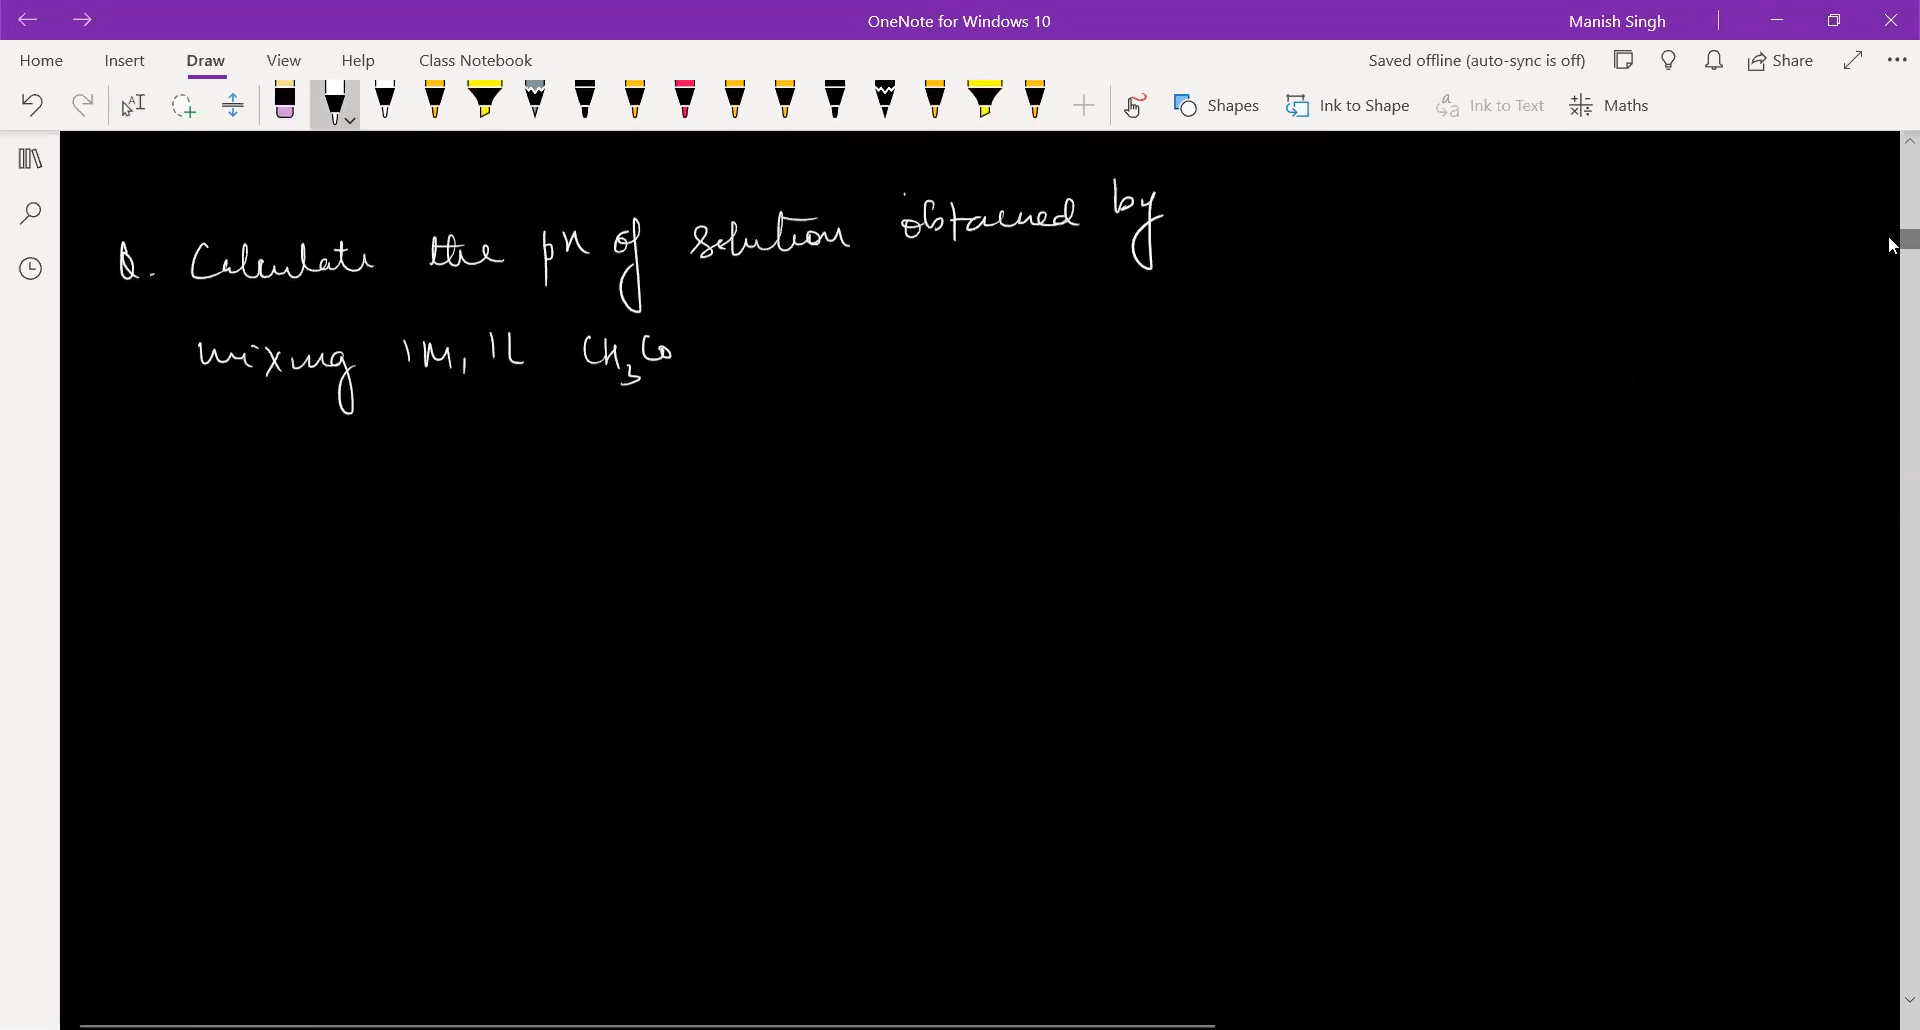 OneNote for Windows 10
Manish Singh
Home Insert Draw View Help Class Notebook
Saved offline (auto-sync is off) Share
Shapes Ink to Shape Ink to Text Maths
Q. Calculate the pH of solution obtained by
mixing 1M, 1L CH₃CO